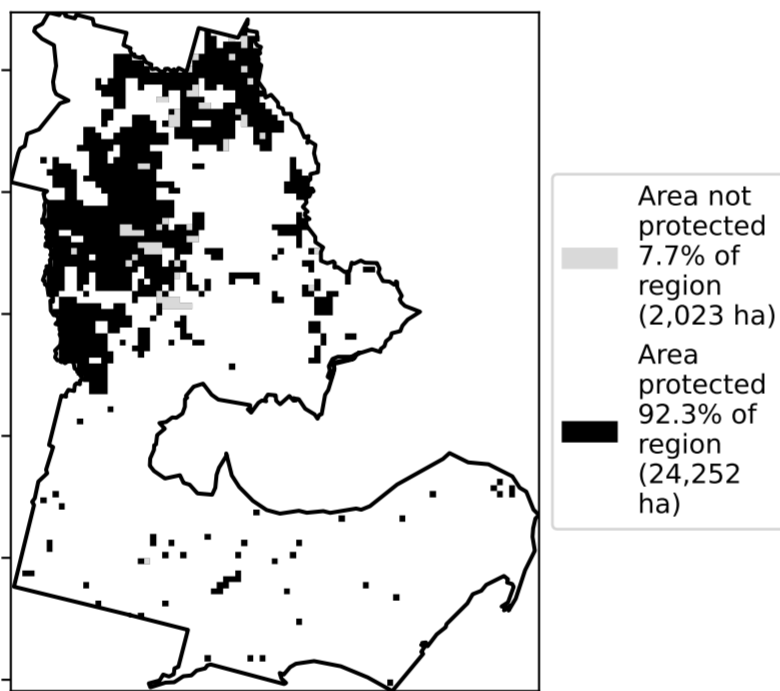 Area not
protected
7.7% of
region
(2,023 ha)
Area
protected
92.3% of
region
(24,252
ha)